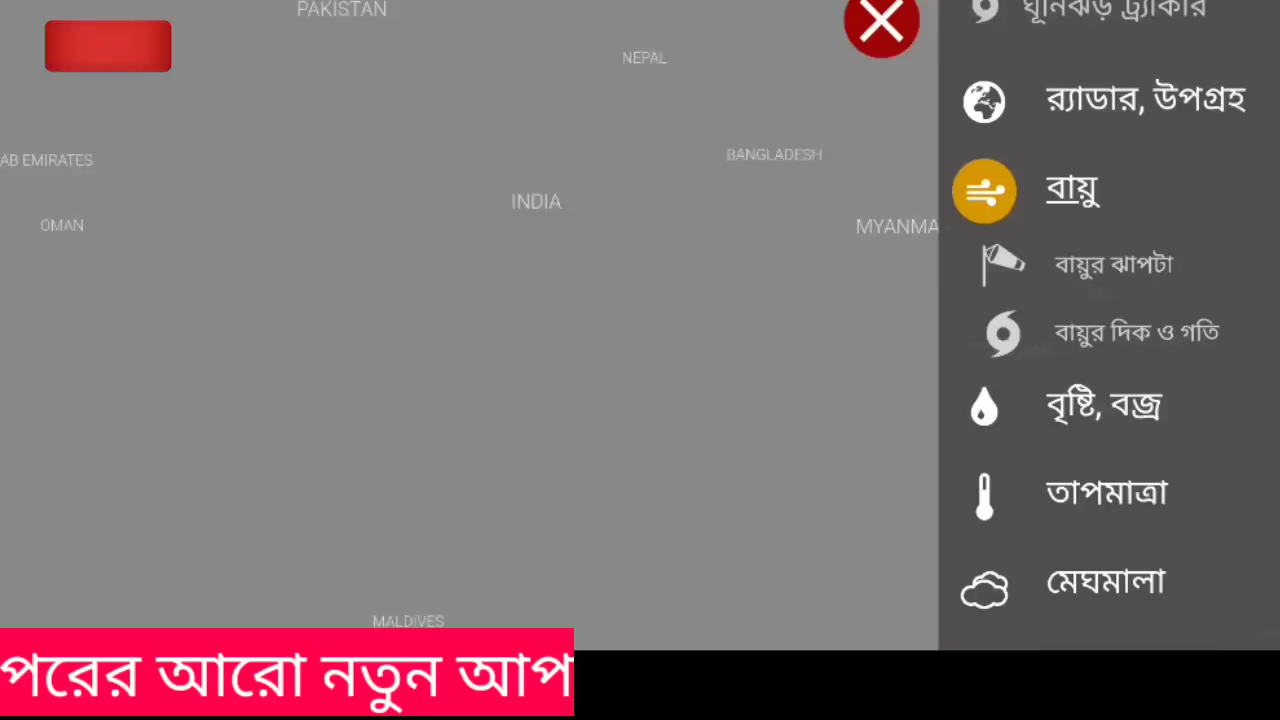 PAKISTAN
NEPAL
AB EMIRATES
BANGLADESH
INDIA
OMAN
MYANMA
MALDIVES
ঘূর্নিঝড় ট্র্যাকার
র‍্যাডার, উপগ্রহ
বায়ু
বায়ুর ঝাপটা
বায়ুর দিক ও গতি
বৃষ্টি, বজ্র
তাপমাত্রা
মেঘমালা
পরের আরো নতুন আপ